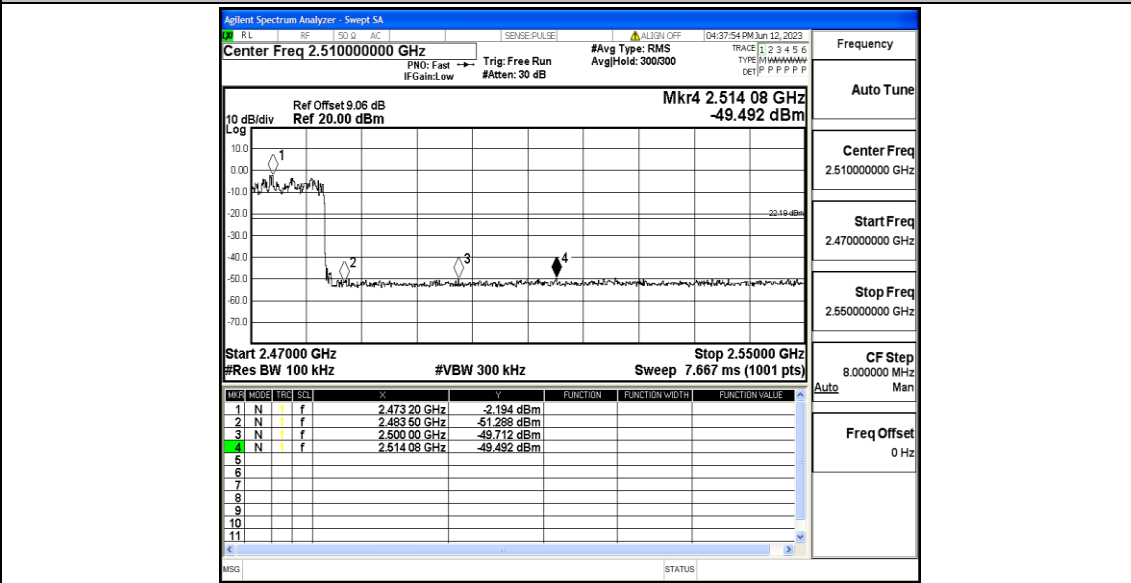 Agilent Spectrum Analyzer - Swept SA
RL RF 50 Ω AC SENSE:PULSE ALIGN OFF 04:37:54 PM Jun 12, 2023
Center Freq 2.510000000 GHz
PNO: Fast
IFGain:Low
Trig: Free Run
#Atten: 30 dB
#Avg Type: RMS
Avg|Hold: 300/300
TRACE 1 2 3 4 5 6
TYPE MWWWWW
DET P P P P P P
Ref Offset 9.06 dB
10 dB/div Ref 20.00 dBm
Log
Mkr4 2.514 08 GHz
-49.492 dBm
10.0
0.00
-10.0
-20.0
-30.0
-40.0
-50.0
-60.0
-70.0
1
2
3
4
22.19 dBm
Start 2.47000 GHz Stop 2.55000 GHz
#Res BW 100 kHz #VBW 300 kHz Sweep 7.667 ms (1001 pts)
MKR MODE TRC SCL X Y FUNCTION FUNCTION WIDTH FUNCTION VALUE
1 N 1 f 2.473 20 GHz -2.194 dBm
2 N 1 f 2.483 50 GHz -51.288 dBm
3 N 1 f 2.500 00 GHz -49.712 dBm
4 N 1 f 2.514 08 GHz -49.492 dBm
5
6
7
8
9
10
11
MSG STATUS
Frequency
Auto Tune
Center Freq
2.510000000 GHz
Start Freq
2.470000000 GHz
Stop Freq
2.550000000 GHz
CF Step
8.000000 MHz
Auto Man
Freq Offset
0 Hz